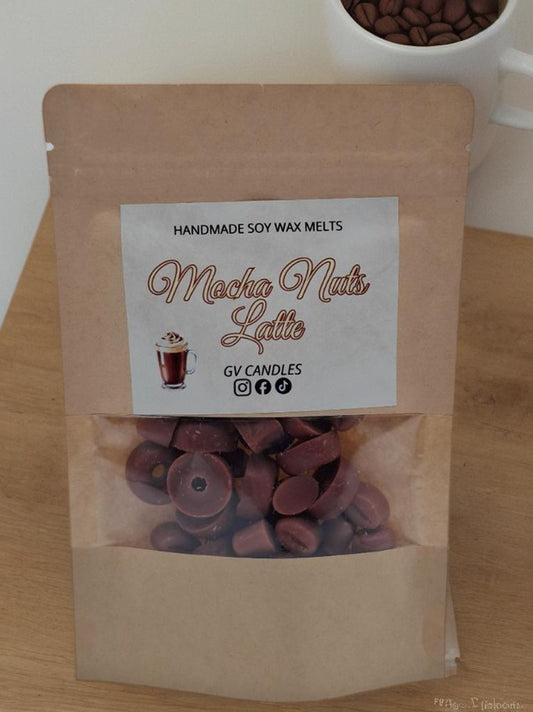 HANDMADE SOY WAX MELTS
Mocha Nuts
Latte
GV CANDLES